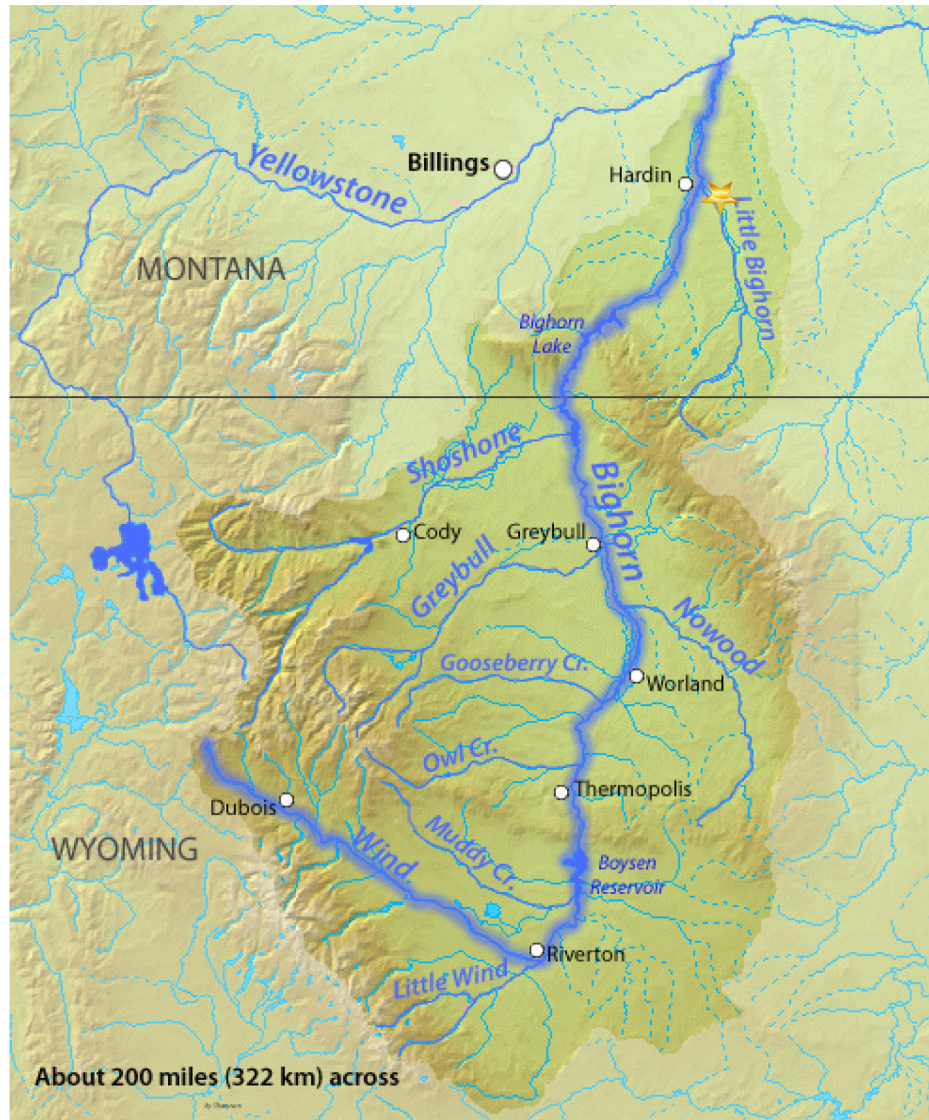 Yellowstone
Billings
Hardin
Little Bighorn
MONTANA
Bighorn
Lake
Shoshone
Bighorn
Cody
Greybull
Greybull
Nowood
Gooseberry Cr.
Worland
Owl Cr.
Thermopolis
Dubois
WYOMING
Wind.
Muddy Cr.
Boysen
Reservoir
Riverton
Little Wind
About 200 miles (322 km) across